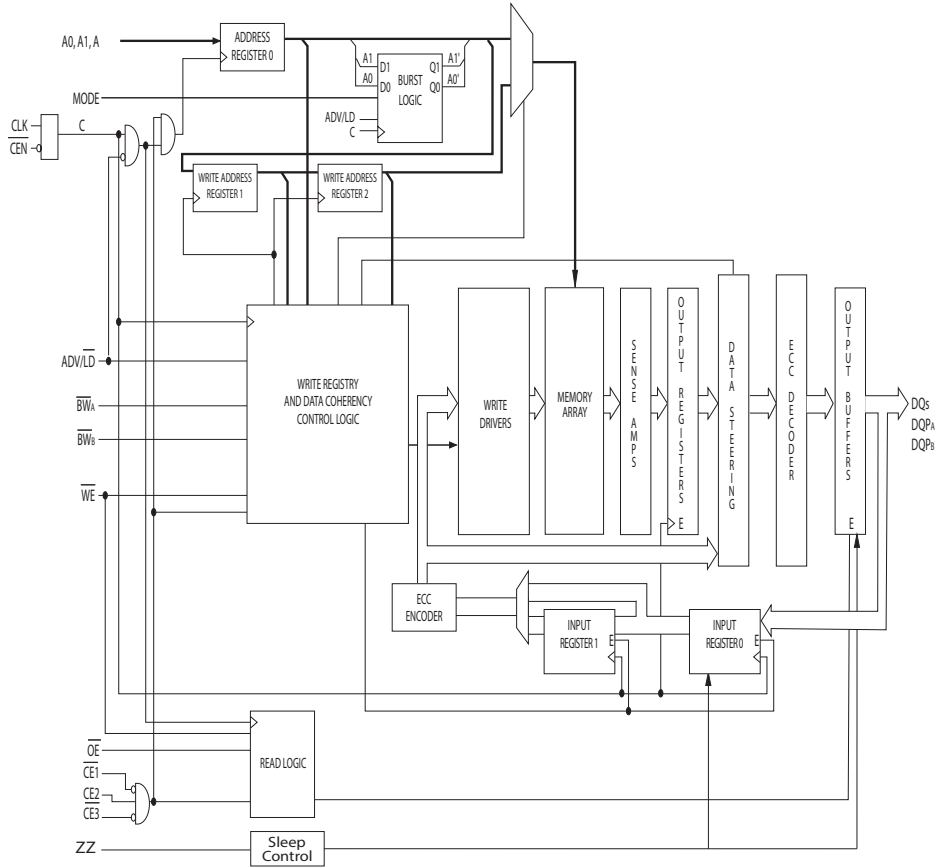 A0, A1, A
ADDRESS
REGISTER 0
A1
A0
D1
D0
BURST
LOGIC
Q1
Q0
A1'
A0'
MODE
ADV/LD
C
CLK
CEN
C
WRITE ADDRESS
REGISTER 1
WRITE ADDRESS
REGISTER 2
ADV/LD
BWA
BWB
WE
WRITE REGISTRY
AND DATA COHERENCY
CONTROL LOGIC
WRITE
DRIVERS
MEMORY
ARRAY
SENSE AMPS
OUTPUT REGISTERS
E
DATA STEERING
ECC DECODER
OUTPUT BUFFERS
E
DQs
DQPA
DQPB
ECC
ENCODER
INPUT
REGISTER 1
E
INPUT
REGISTER 0
E
OE
CE1
CE2
CE3
READ LOGIC
ZZ
Sleep
Control